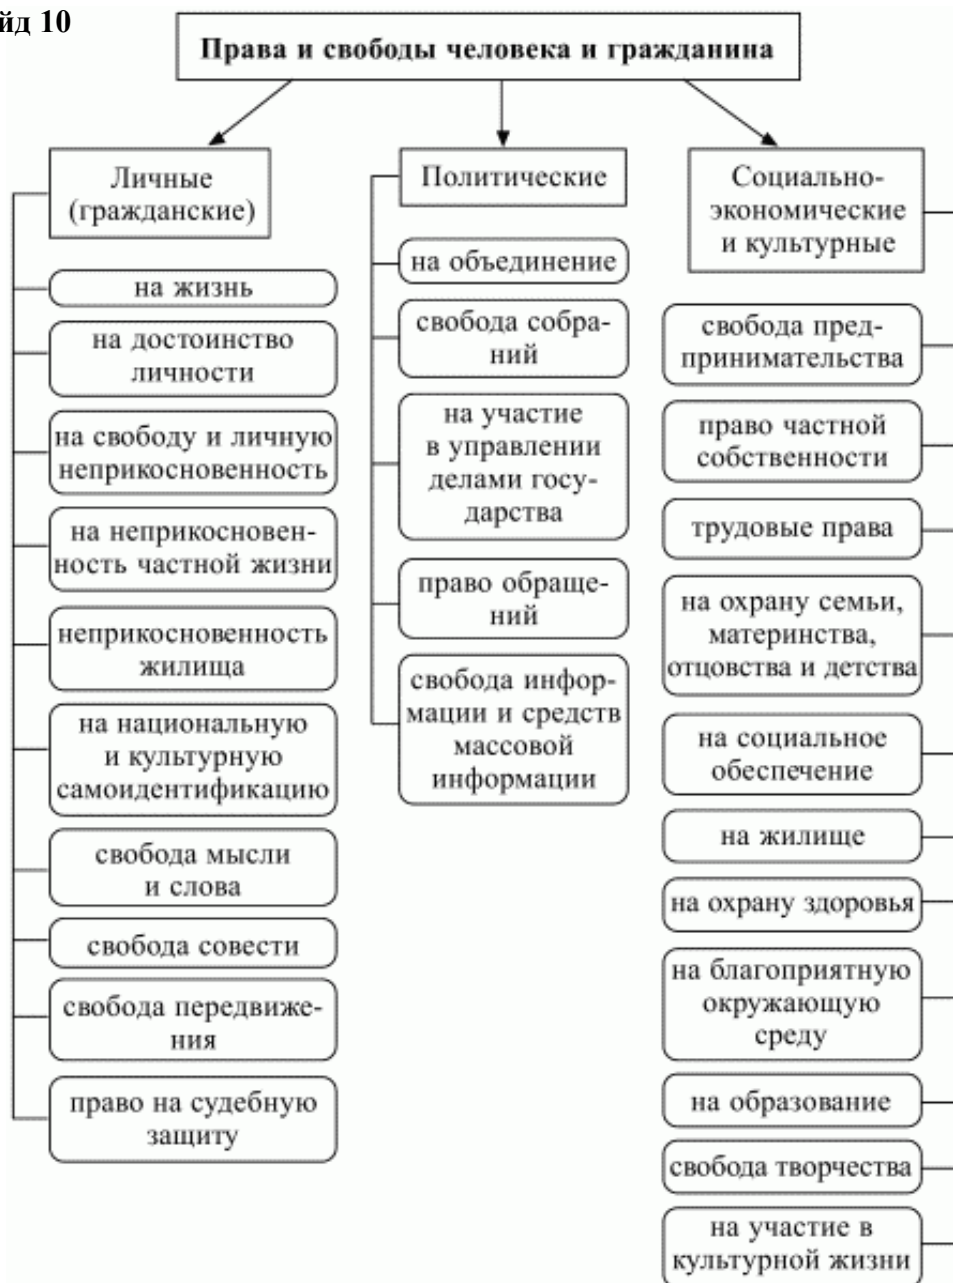 йд 10
Права и свободы человека и гражданина
Личные
(гражданские)
на жизнь
на достоинство
личности
на свободу и личную
неприкосновенность
на неприкосновен-
ность частной жизни
неприкосновенность
жилища
на национальную
и культурную
самоидентификацию
свобода мысли
и слова
свобода совести
свобода передвиже-
ния
право на судебную
защиту
Политические
на объединение
свобода собра-
ний
на участие
в управлении
делами госу-
дарства
право обраще-
ний
свобода инфор-
мации и средств
массовой
информации
Социально-
экономические
и культурные
свобода пред-
принимательства
право частной
собственности
трудовые права
на охрану семьи,
материнства,
отцовства и детства
на социальное
обеспечение
на жилище
на охрану здоровья
на благоприятную
окружающую
среду
на образование
свобода творчества
на участие в
культурной жизни